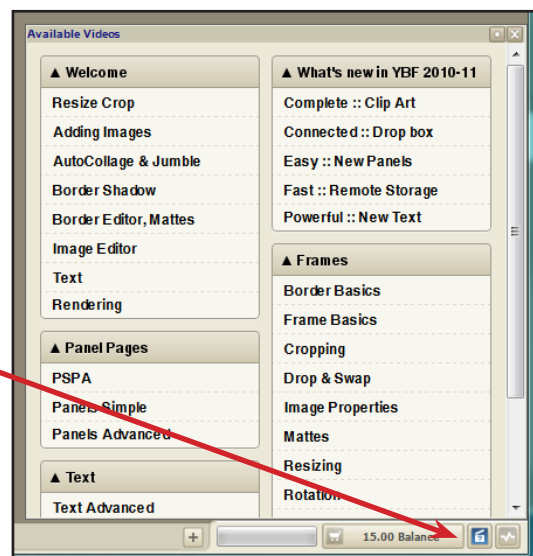 Available Videos
▲ Welcome
Resize Crop
Adding Images
AutoCollage & Jumble
Border Shadow
Border Editor, Mattes
Image Editor
Text
Rendering
▲ Panel Pages
PSPA
Panels Simple
Panels Advanced
▲ Text
Text Advanced
▲ What's new in YBF 2010-11
Complete :: Clip Art
Connected :: Drop box
Easy :: New Panels
Fast :: Remote Storage
Powerful :: New Text
▲ Frames
Border Basics
Frame Basics
Cropping
Drop & Swap
Image Properties
Mattes
Resizing
Rotation
15.00 Balance